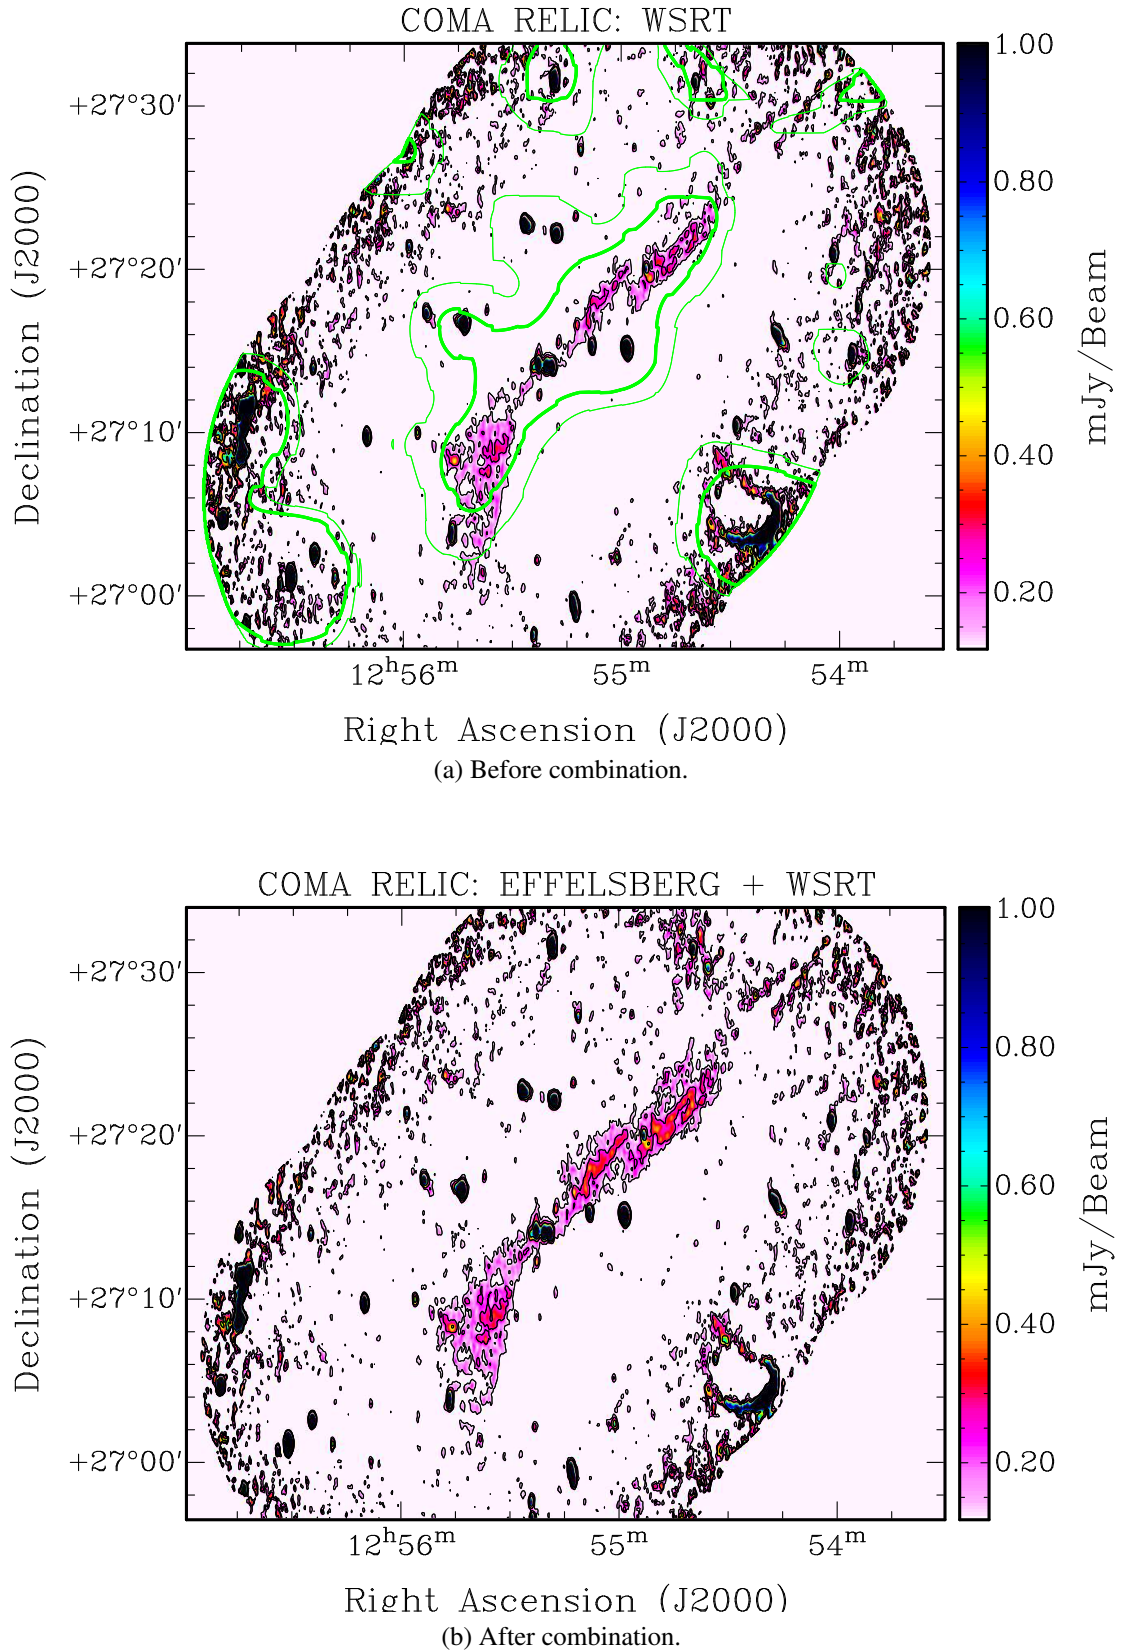 COMA RELIC: WSRT
+27°30′
+27°20′
+27°10′
+27°00′
Declination (J2000)
12ʰ56ᵐ
55ᵐ
54ᵐ
Right Ascension (J2000)
1.00
0.80
0.60
0.40
0.20
mJy/Beam
(a) Before combination.
COMA RELIC: EFFELSBERG + WSRT
+27°30′
+27°20′
+27°10′
+27°00′
Declination (J2000)
12ʰ56ᵐ
55ᵐ
54ᵐ
Right Ascension (J2000)
1.00
0.80
0.60
0.40
0.20
mJy/Beam
(b) After combination.